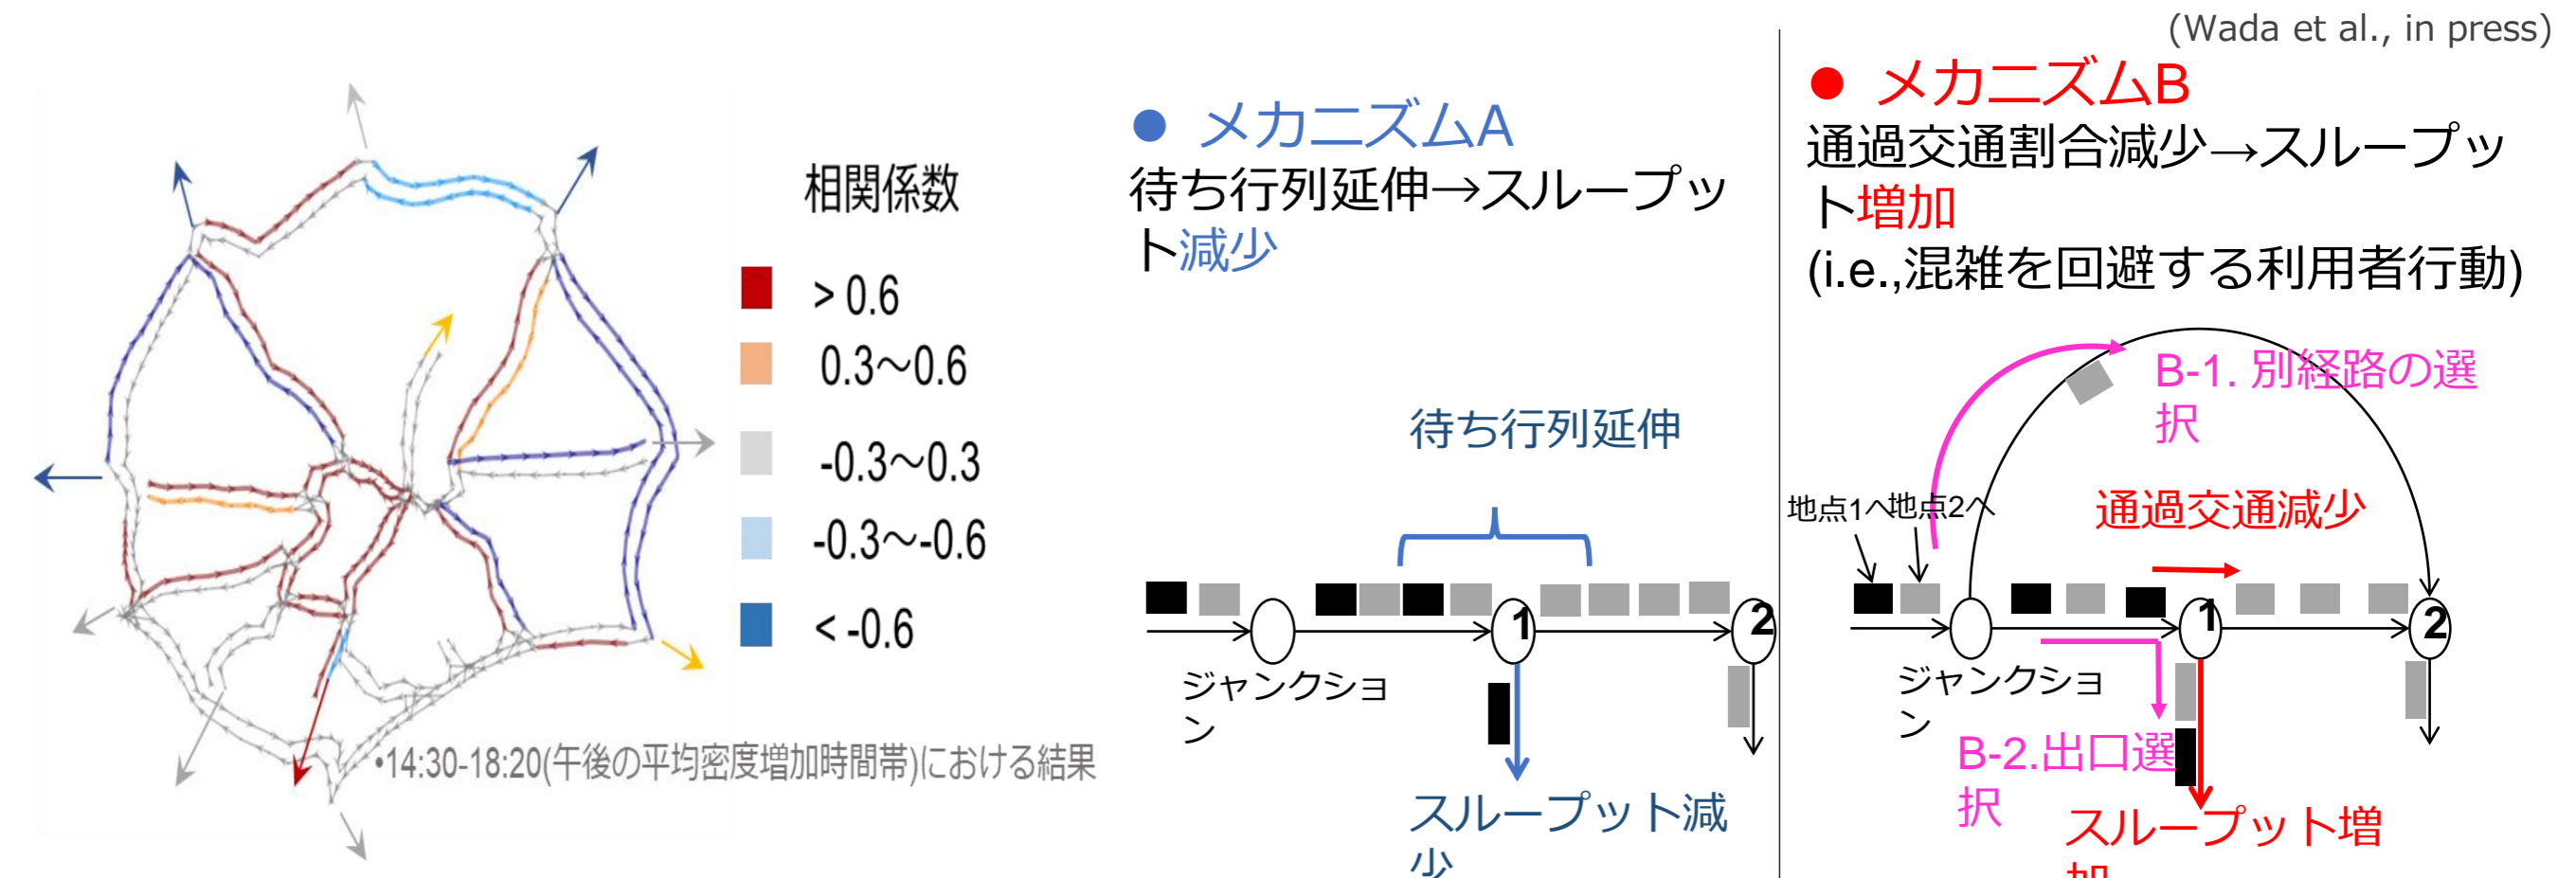 (Wada et al., in press)
相関係数
> 0.6
0.3～0.6
-0.3～0.3
-0.3～-0.6
< -0.6
•14:30-18:20(午後の平均密度増加時間帯)における結果
● メカニズムA
待ち行列延伸→スループッ
ト減少
待ち行列延伸
1
2
ジャンクショ
ン
スループット減
少
● メカニズムB
通過交通割合減少→スループッ
ト増加
(i.e.,混雑を回避する利用者行動)
B-1. 別経路の選
択
地点1へ
地点2へ
通過交通減少
1
2
ジャンクショ
ン
B-2.出口選
択
スループット増
加